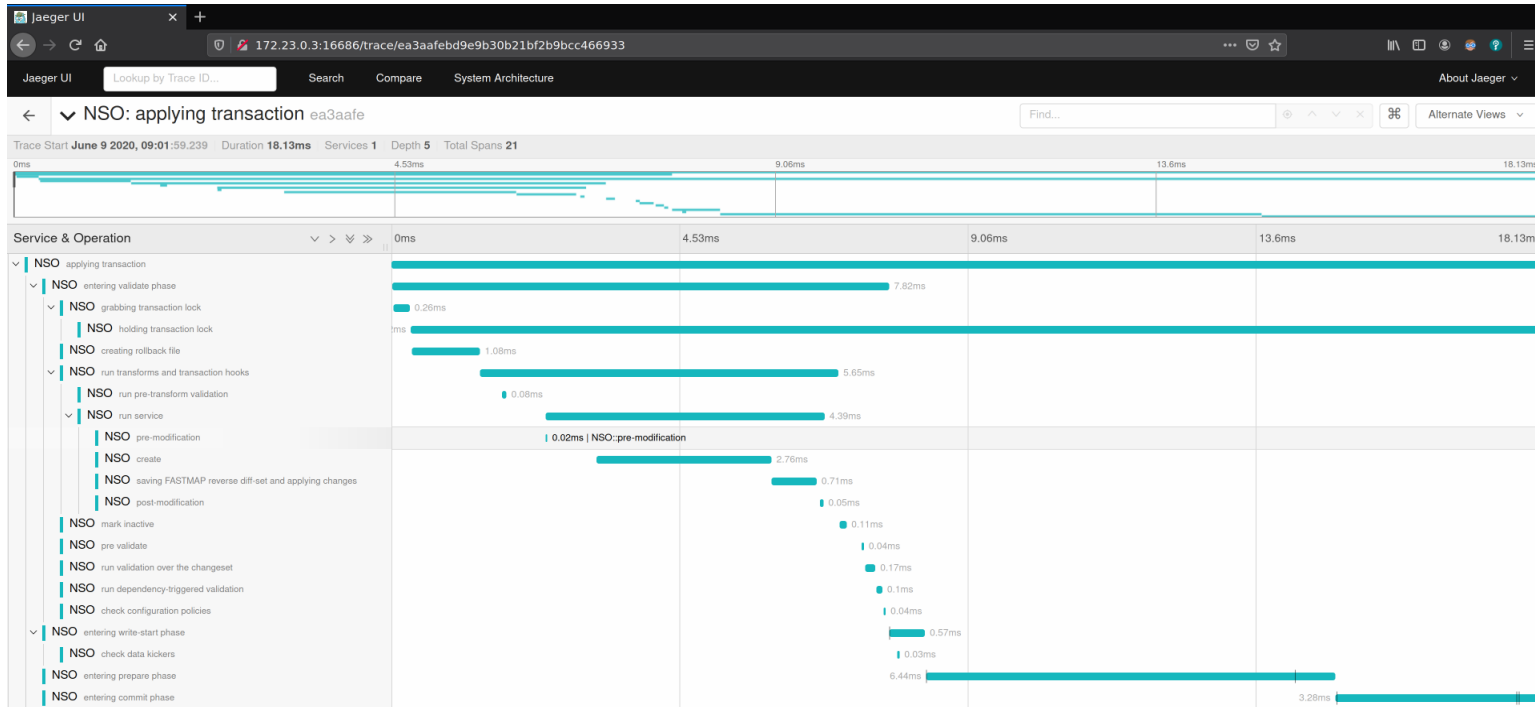 Jaeger UI
172.23.0.3:16686/trace/ea3aafebd9e9b30b21bf2b9bcc466933
Jaeger UI Lookup by Trace ID... Search Compare System Architecture About Jaeger
NSO: applying transaction ea3aafe Find... Alternate Views
Trace Start June 9 2020, 09:01:59.239 Duration 18.13ms Services 1 Depth 5 Total Spans 21
0ms 4.53ms 9.06ms 13.6ms 18.13ms
Service & Operation 0ms 4.53ms 9.06ms 13.6ms 18.13m
NSO applying transaction
NSO entering validate phase 7.82ms
NSO grabbing transaction lock 0.26ms
NSO holding transaction lock ms
NSO creating rollback file 1.08ms
NSO run transforms and transaction hooks 5.65ms
NSO run pre-transform validation 0.08ms
NSO run service 4.39ms
NSO pre-modification 0.02ms | NSO::pre-modification
NSO create 2.76ms
NSO saving FASTMAP reverse diff-set and applying changes 0.71ms
NSO post-modification 0.05ms
NSO mark inactive 0.11ms
NSO pre validate 0.04ms
NSO run validation over the changeset 0.17ms
NSO run dependency-triggered validation 0.1ms
NSO check configuration policies 0.04ms
NSO entering write-start phase 0.57ms
NSO check data kickers 0.03ms
NSO entering prepare phase 6.44ms
NSO entering commit phase 3.28ms